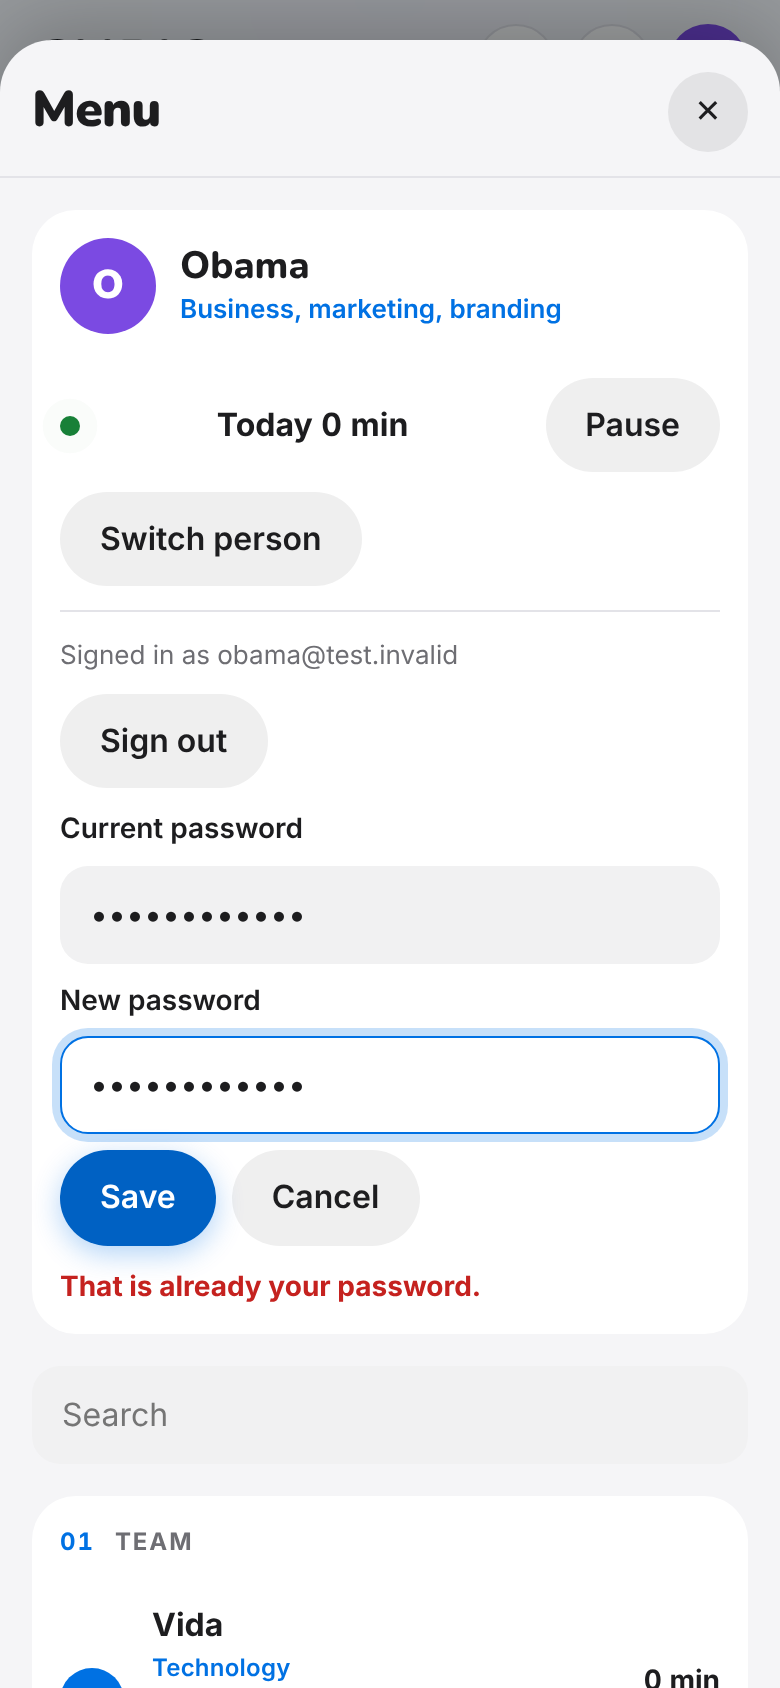 Menu
O
Obama
Business, marketing, branding
Today 0 min
Pause
Switch person
Signed in as obama@test.invalid
Sign out
Current password
••••••••••••
New password
••••••••••••
Save
Cancel
That is already your password.
Search
01 TEAM
Vida
Technology
0 min